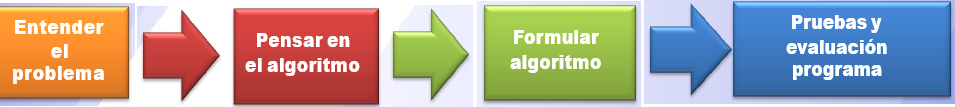 Entender
el
problema
Pensar en
el algoritmo
Formular
algoritmo
Pruebas y
evaluación
programa